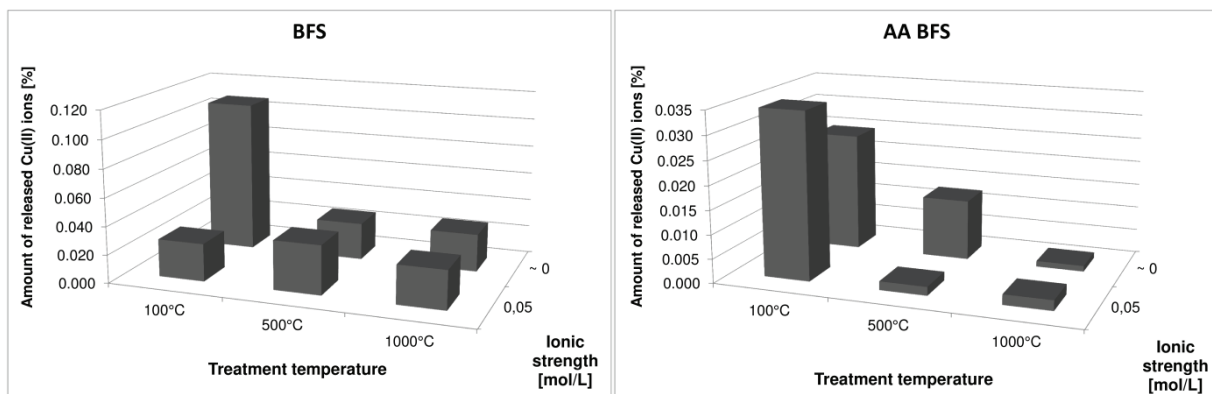 BFS
Amount of released Cu(II) ions [%]
0.120
0.100
0.080
0.060
0.040
0.020
0.000
100°C
500°C
1000°C
~ 0
0,05
Treatment temperature
Ionic
strength
[mol/L]
AA BFS
Amount of released Cu(II) ions [%]
0.035
0.030
0.025
0.020
0.015
0.010
0.005
0.000
100°C
500°C
1000°C
~ 0
0,05
Treatment temperature
Ionic
strength
[mol/L]